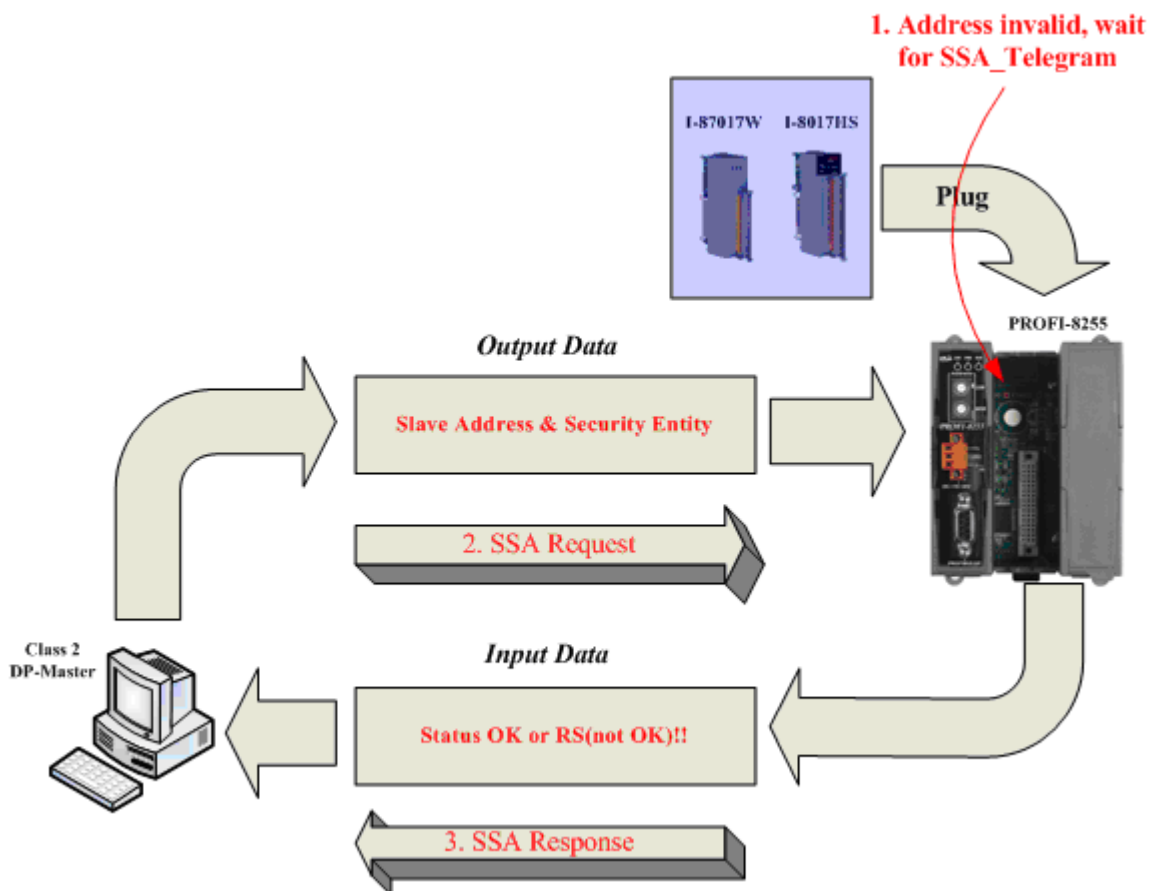 1. Address invalid, wait
for SSA_Telegram
I-87017W
I-8017HS
Plug
PROFI-8255
Output Data
Slave Address & Security Entity
2. SSA Request
Class 2
DP-Master
Input Data
Status OK or RS(not OK)!!
3. SSA Response